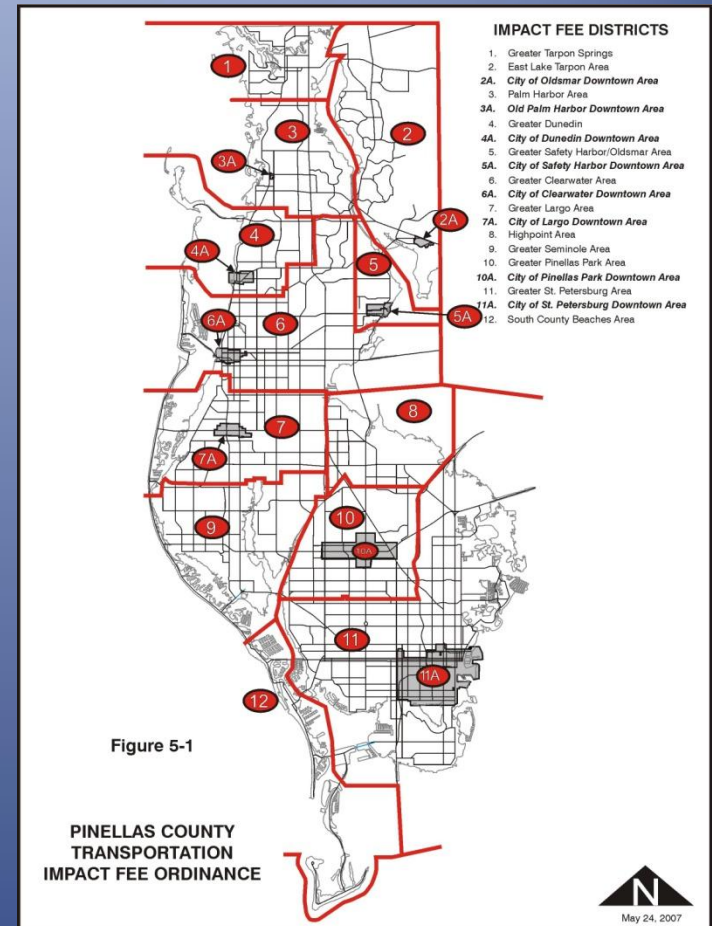 IMPACT FEE DISTRICTS
1. Greater Tarpon Springs
2. East Lake Tarpon Area
2A. City of Oldsmar Downtown Area
3. Palm Harbor Area
3A. Old Palm Harbor Downtown Area
4. Greater Dunedin
4A. City of Dunedin Downtown Area
5. Greater Safety Harbor/Oldsmar Area
5A. City of Safety Harbor Downtown Area
6. Greater Clearwater Area
6A. City of Clearwater Downtown Area
7. Greater Largo Area
7A. City of Largo Downtown Area
8. Highpoint Area
9. Greater Seminole Area
10. Greater Pinellas Park Area
10A. City of Pinellas Park Downtown Area
11. Greater St. Petersburg Area
11A. City of St. Petersburg Downtown Area
12. South County Beaches Area
1
3
2
3A
2A
4
4A
5
6A
6
5A
8
7
7A
10
9
10A
11
11A
12
Figure 5-1
PINELLAS COUNTY
TRANSPORTATION
IMPACT FEE ORDINANCE
N
May 24, 2007